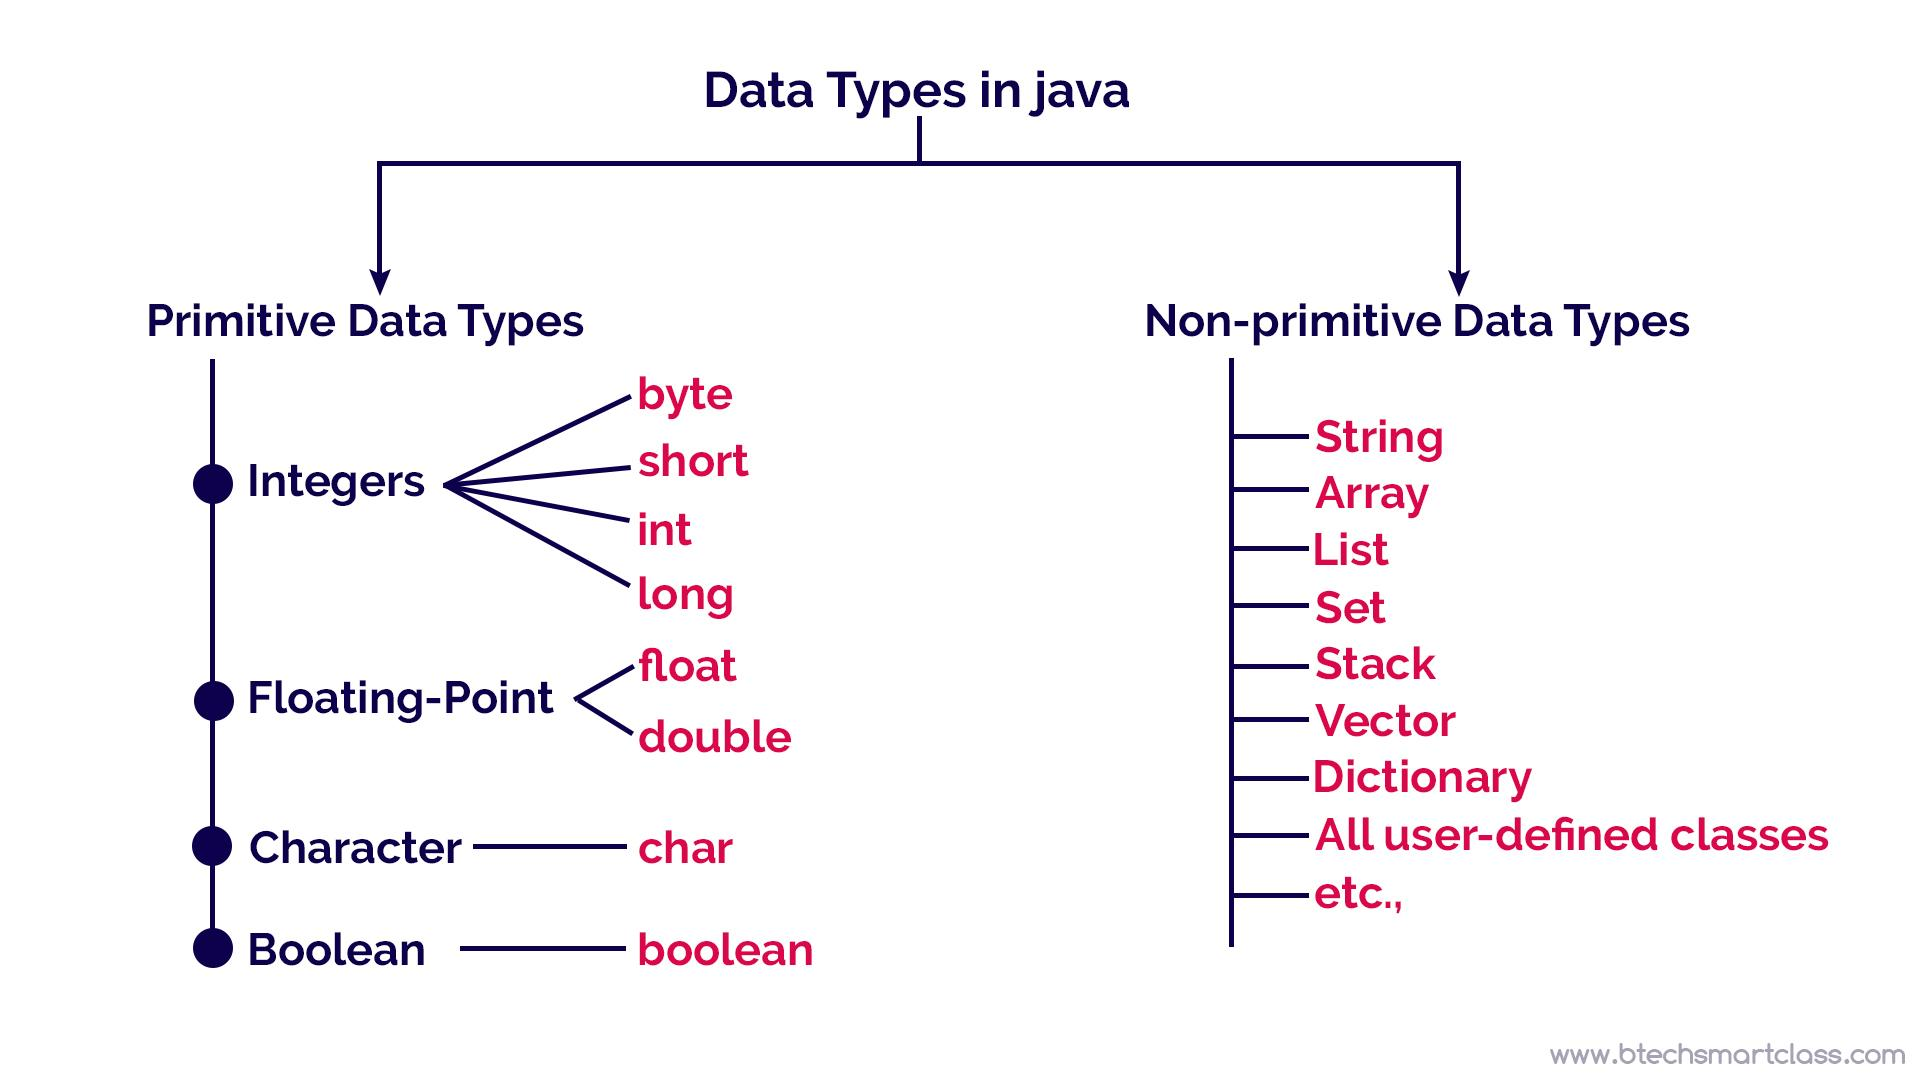 Data Types in java
Primitive Data Types
Integers
byte
short
int
long
Floating-Point
float
double
Character
char
Boolean
boolean
Non-primitive Data Types
String
Array
List
Set
Stack
Vector
Dictionary
All user-defined classes
etc.,
www.btechsmartclass.com